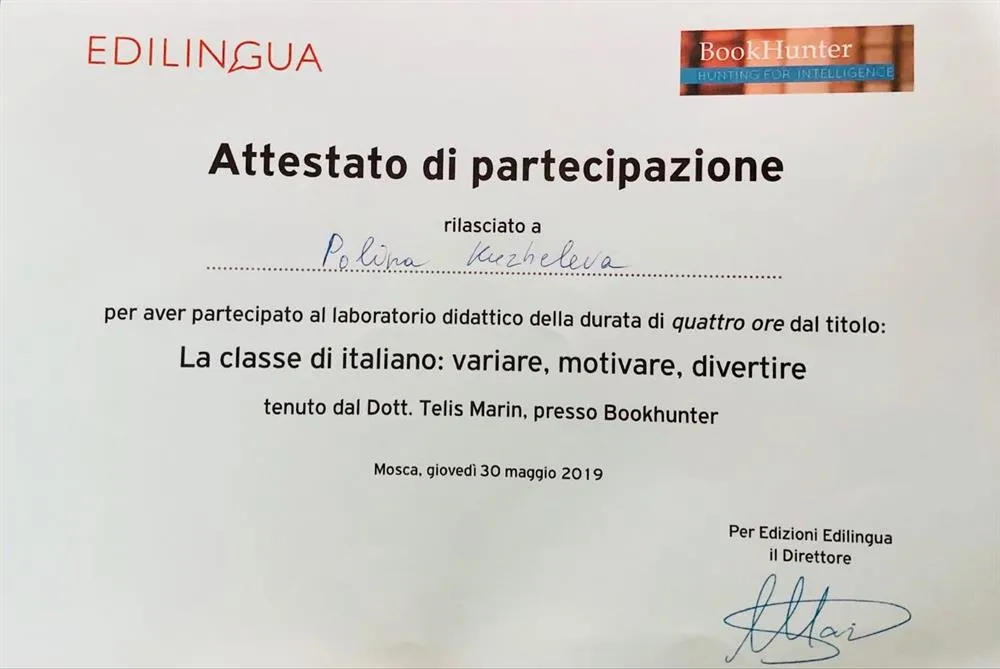 EDILINGUA
BookHunter
HUNTING FOR INTELLIGENCE
Attestato di partecipazione
rilasciato a
Polina Kuzheleva
per aver partecipato al laboratorio didattico della durata di quattro ore dal titolo:
La classe di italiano: variare, motivare, divertire
tenuto dal Dott. Telis Marin, presso Bookhunter
Mosca, giovedì 30 maggio 2019
Per Edizioni Edilingua
il Direttore